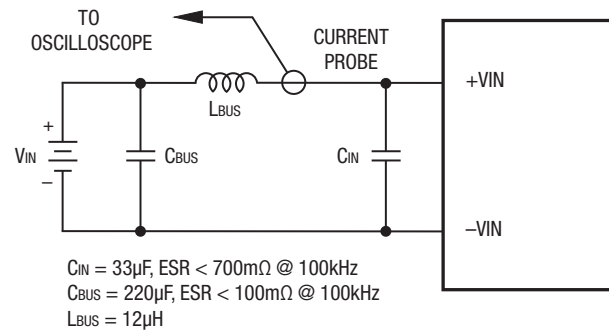 TO
OSCILLOSCOPE
CURRENT
PROBE
+VIN
LBUS
+
VIN
CBUS
CIN
–
–VIN
CIN = 33µF, ESR < 700mΩ @ 100kHz
CBUS = 220µF, ESR < 100mΩ @ 100kHz
LBUS = 12µH